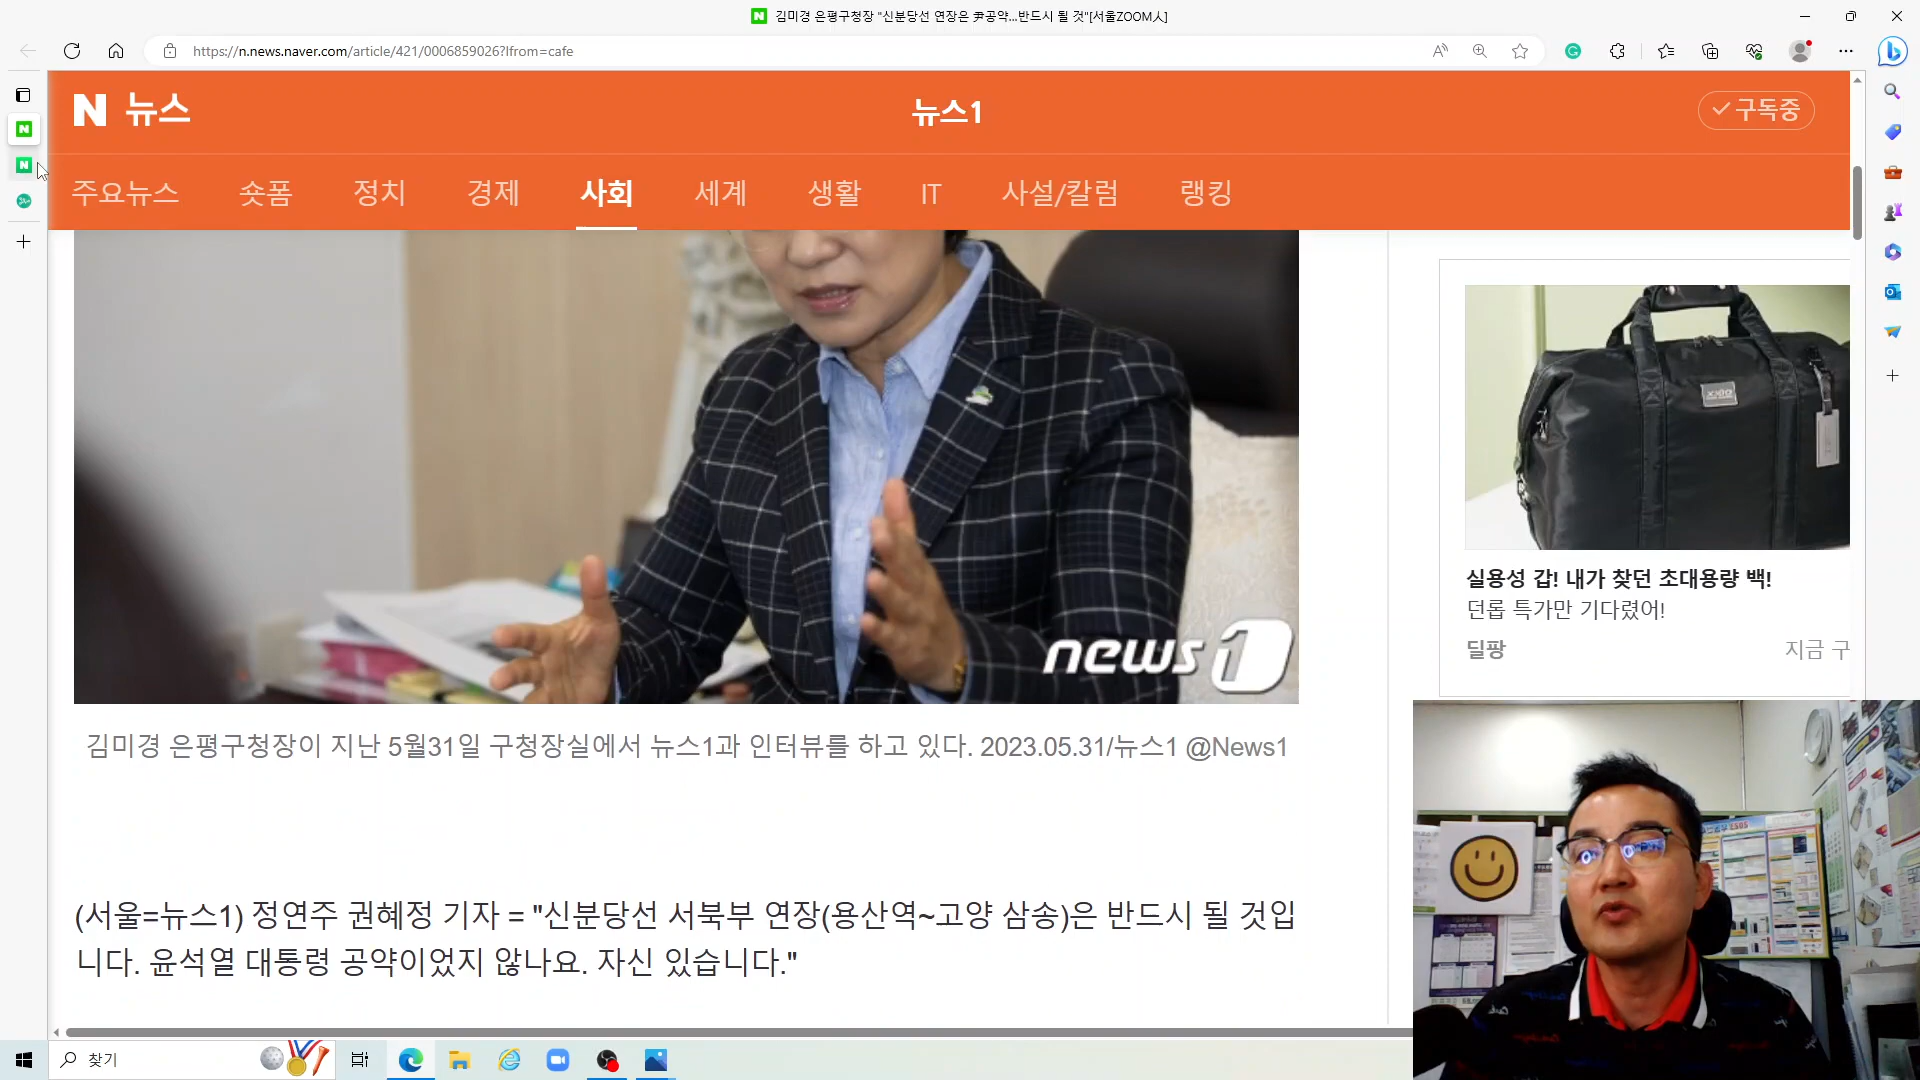 김미경 은평구청장 "신분당선 연장은 尹공약...반드시 될 것"[서울ZOOM人]
https://n.news.naver.com/article/421/0006859026?lfrom=cafe
N 뉴스
뉴스1
구독중
주요뉴스 숏폼 정치 경제 사회 세계 생활 IT 사설/칼럼 랭킹
news1
실용성 갑! 내가 찾던 초대용량 백!
던롭 특가만 기다렸어!
딜팡 지금 구
김미경 은평구청장이 지난 5월31일 구청장실에서 뉴스1과 인터뷰를 하고 있다. 2023.05.31/뉴스1 @News1
(서울=뉴스1) 정연주 권혜정 기자 = "신분당선 서북부 연장(용산역~고양 삼송)은 반드시 될 것입
니다. 윤석열 대통령 공약이었지 않나요. 자신 있습니다."
찾기